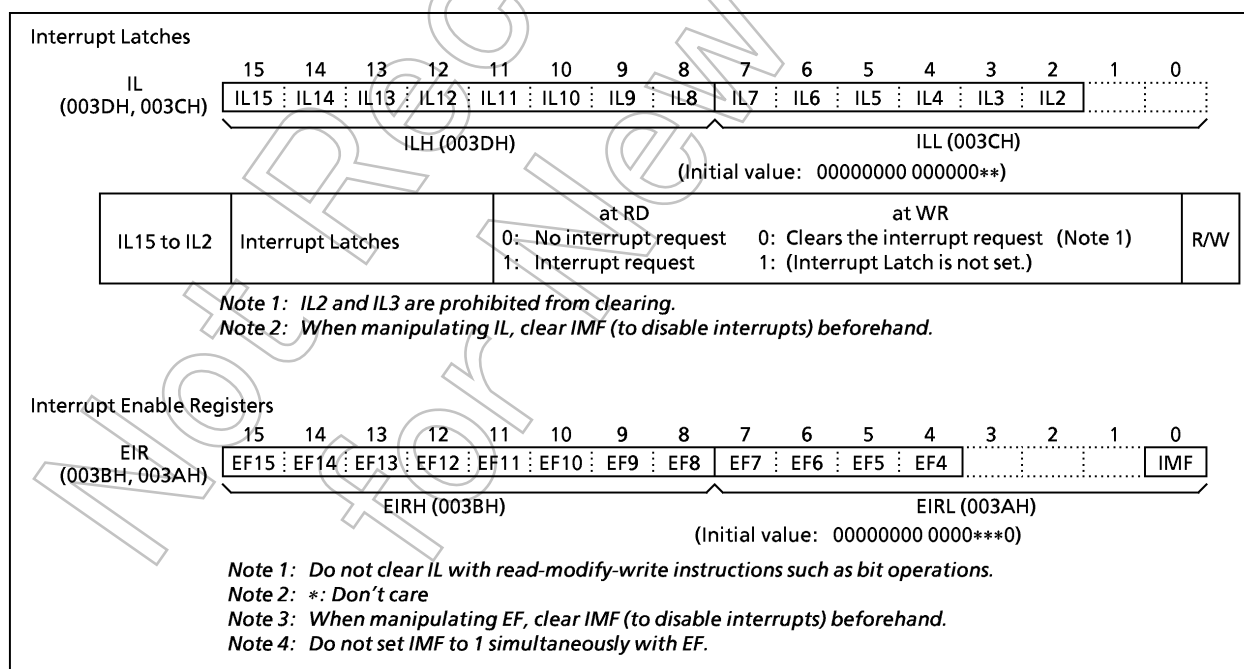 Interrupt Latches
15 14 13 12 11 10 9 8 7 6 5 4 3 2 1 0
IL
(003DH, 003CH)
IL15 IL14 IL13 IL12 IL11 IL10 IL9 IL8 IL7 IL6 IL5 IL4 IL3 IL2
ILH (003DH) ILL (003CH)
(Initial value: 00000000 000000**)
at RD at WR
IL15 to IL2 Interrupt Latches 0: No interrupt request 0: Clears the interrupt request (Note 1) R/W
1: Interrupt request 1: (Interrupt Latch is not set.)
Note 1: IL2 and IL3 are prohibited from clearing.
Note 2: When manipulating IL, clear IMF (to disable interrupts) beforehand.
Interrupt Enable Registers
15 14 13 12 11 10 9 8 7 6 5 4 3 2 1 0
EIR
(003BH, 003AH)
EF15 EF14 EF13 EF12 EF11 EF10 EF9 EF8 EF7 EF6 EF5 EF4 IMF
EIRH (003BH) EIRL (003AH)
(Initial value: 00000000 0000***0)
Note 1: Do not clear IL with read-modify-write instructions such as bit operations.
Note 2: *: Don't care
Note 3: When manipulating EF, clear IMF (to disable interrupts) beforehand.
Note 4: Do not set IMF to 1 simultaneously with EF.
Not Rec
for New